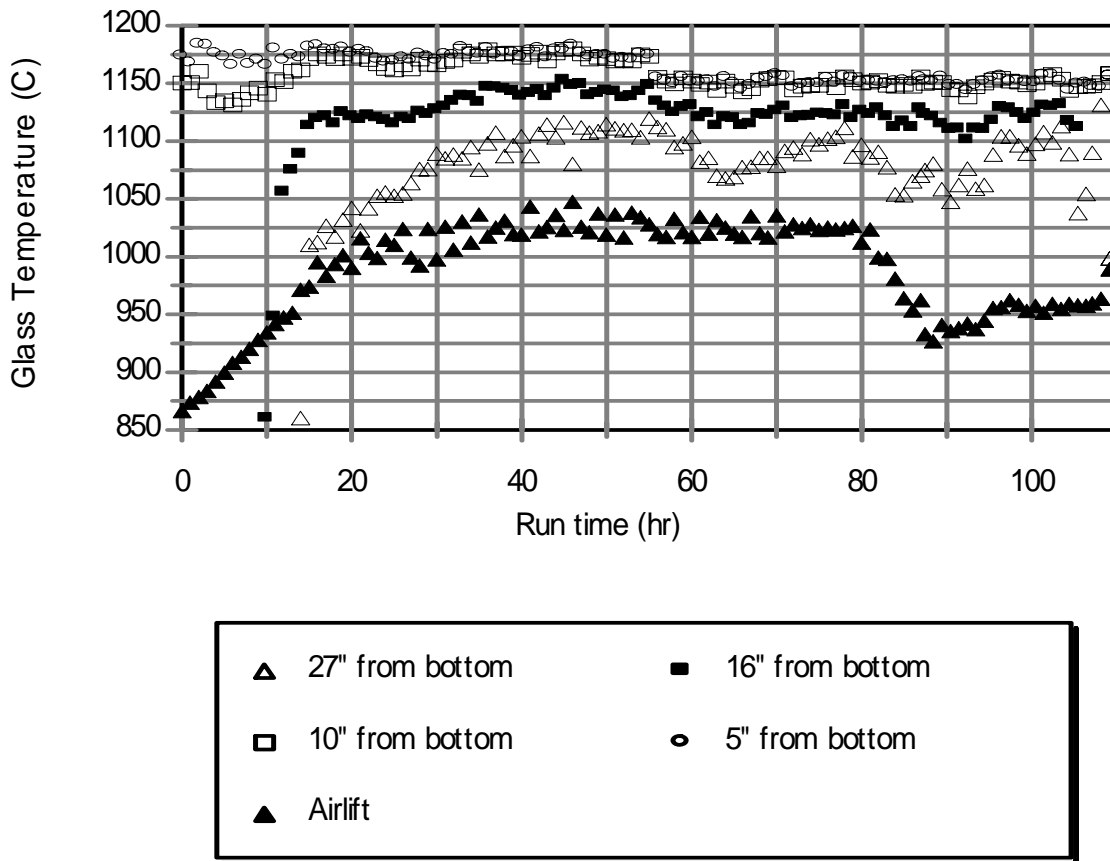 Glass Temperature (C)
1200
1150
1100
1050
1000
950
900
850
0 20 40 60 80 100
Run time (hr)
27" from bottom 16" from bottom
10" from bottom 5" from bottom
Airlift